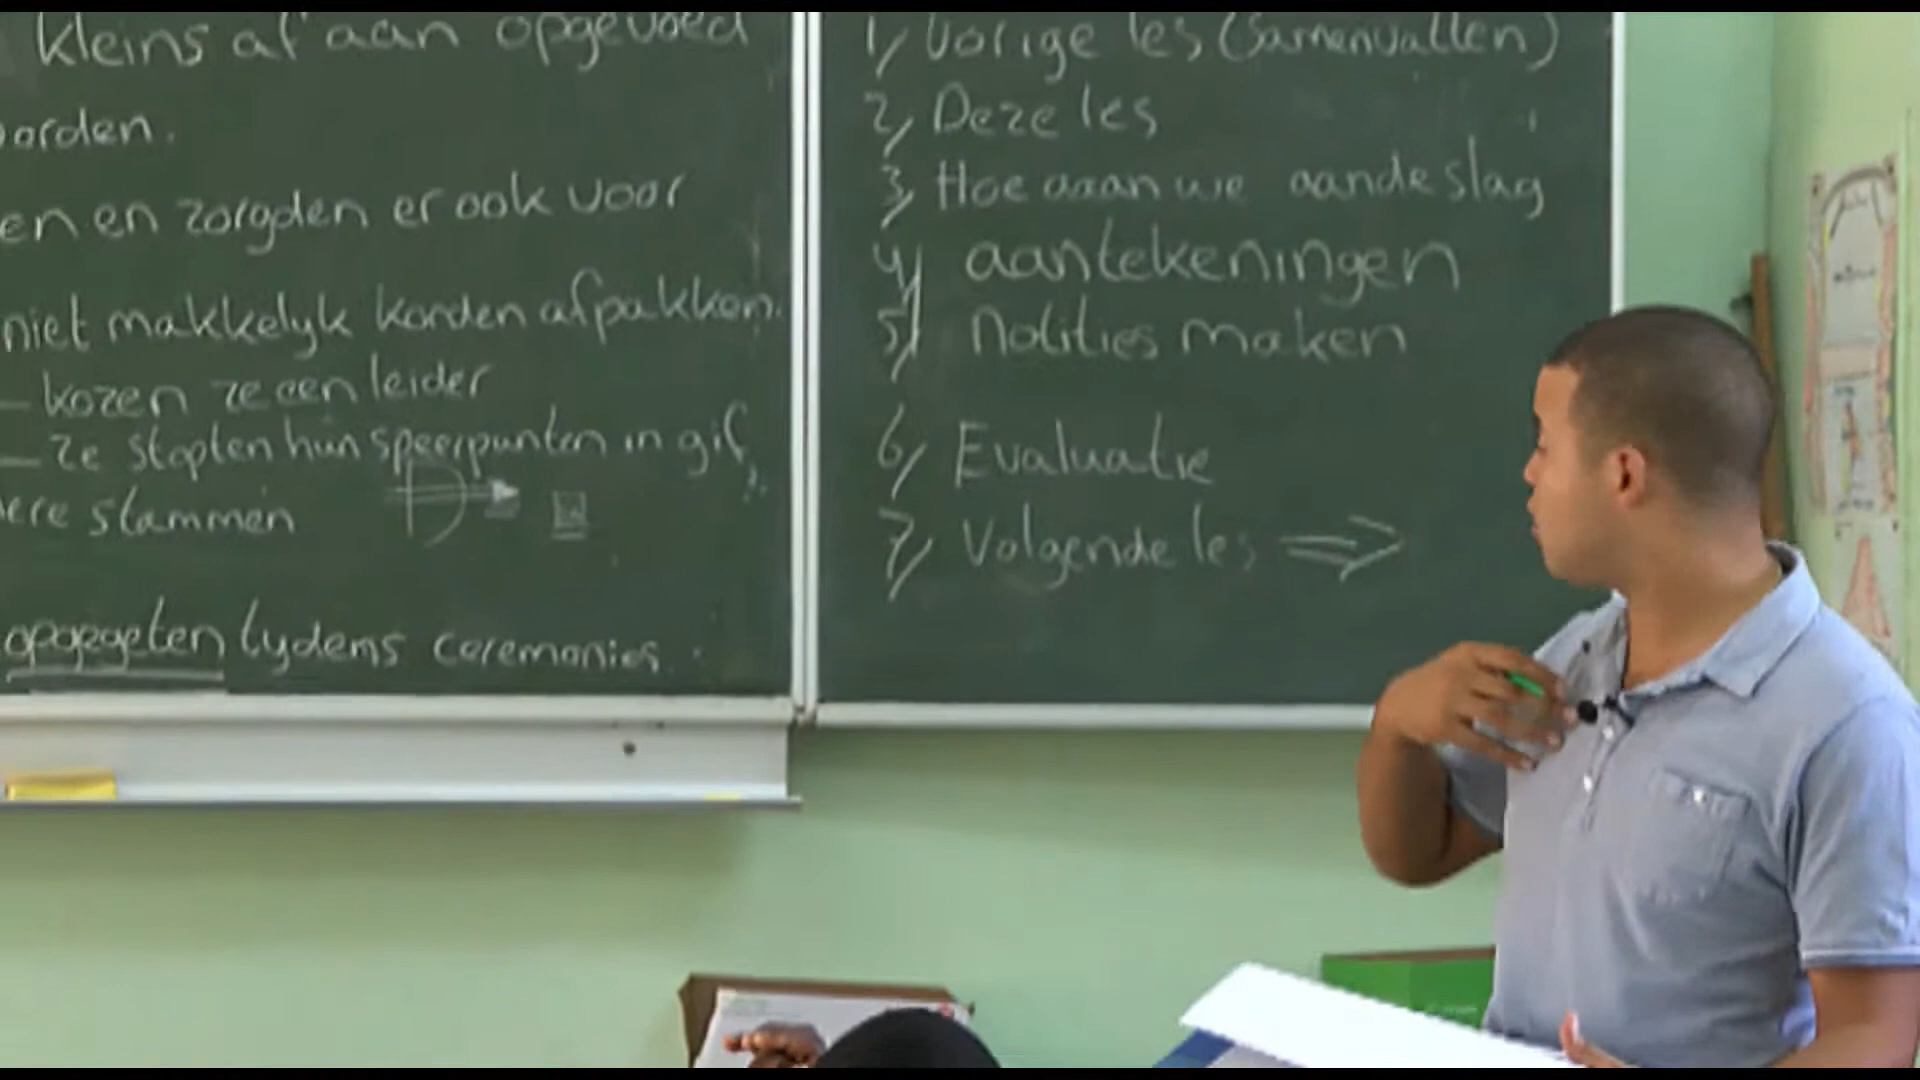 kleins af aan opgevoed
orden.
en en zorgden er ook voor
niet makkelyk konden afpakken.
- kozen ze een leider
- ze stopten hun speerpunten in gif
ere stammen
opgegeten tydens ceremonies.
1, Vorige les (Samenvatten)
2, Deze les
3, Hoe gaan we aan de slag
4, aantekeningen
5, Notities maken
6, Evaluatie
7, Volgende les ⇒